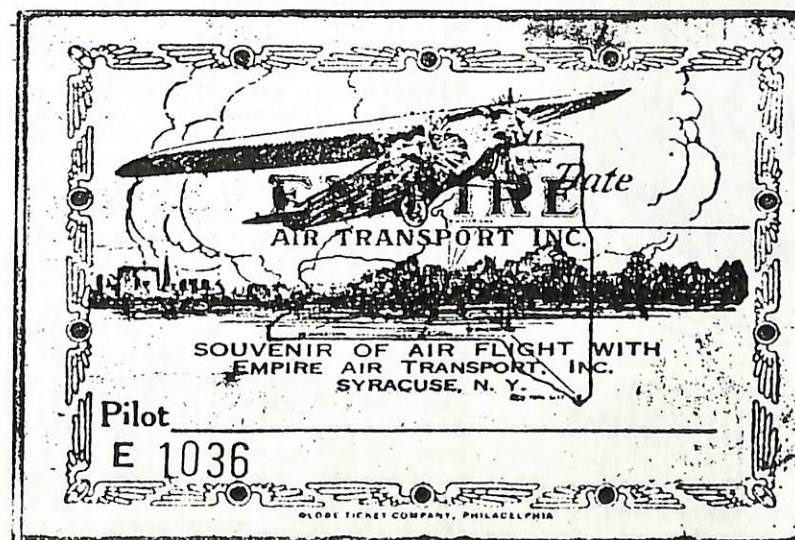 Date
EMPIRE
AIR TRANSPORT INC.
SOUVENIR OF AIR FLIGHT WITH
EMPIRE AIR TRANSPORT, INC.
SYRACUSE, N. Y.
Pilot
E 1036
GLOBE TICKET COMPANY, PHILADELPHIA